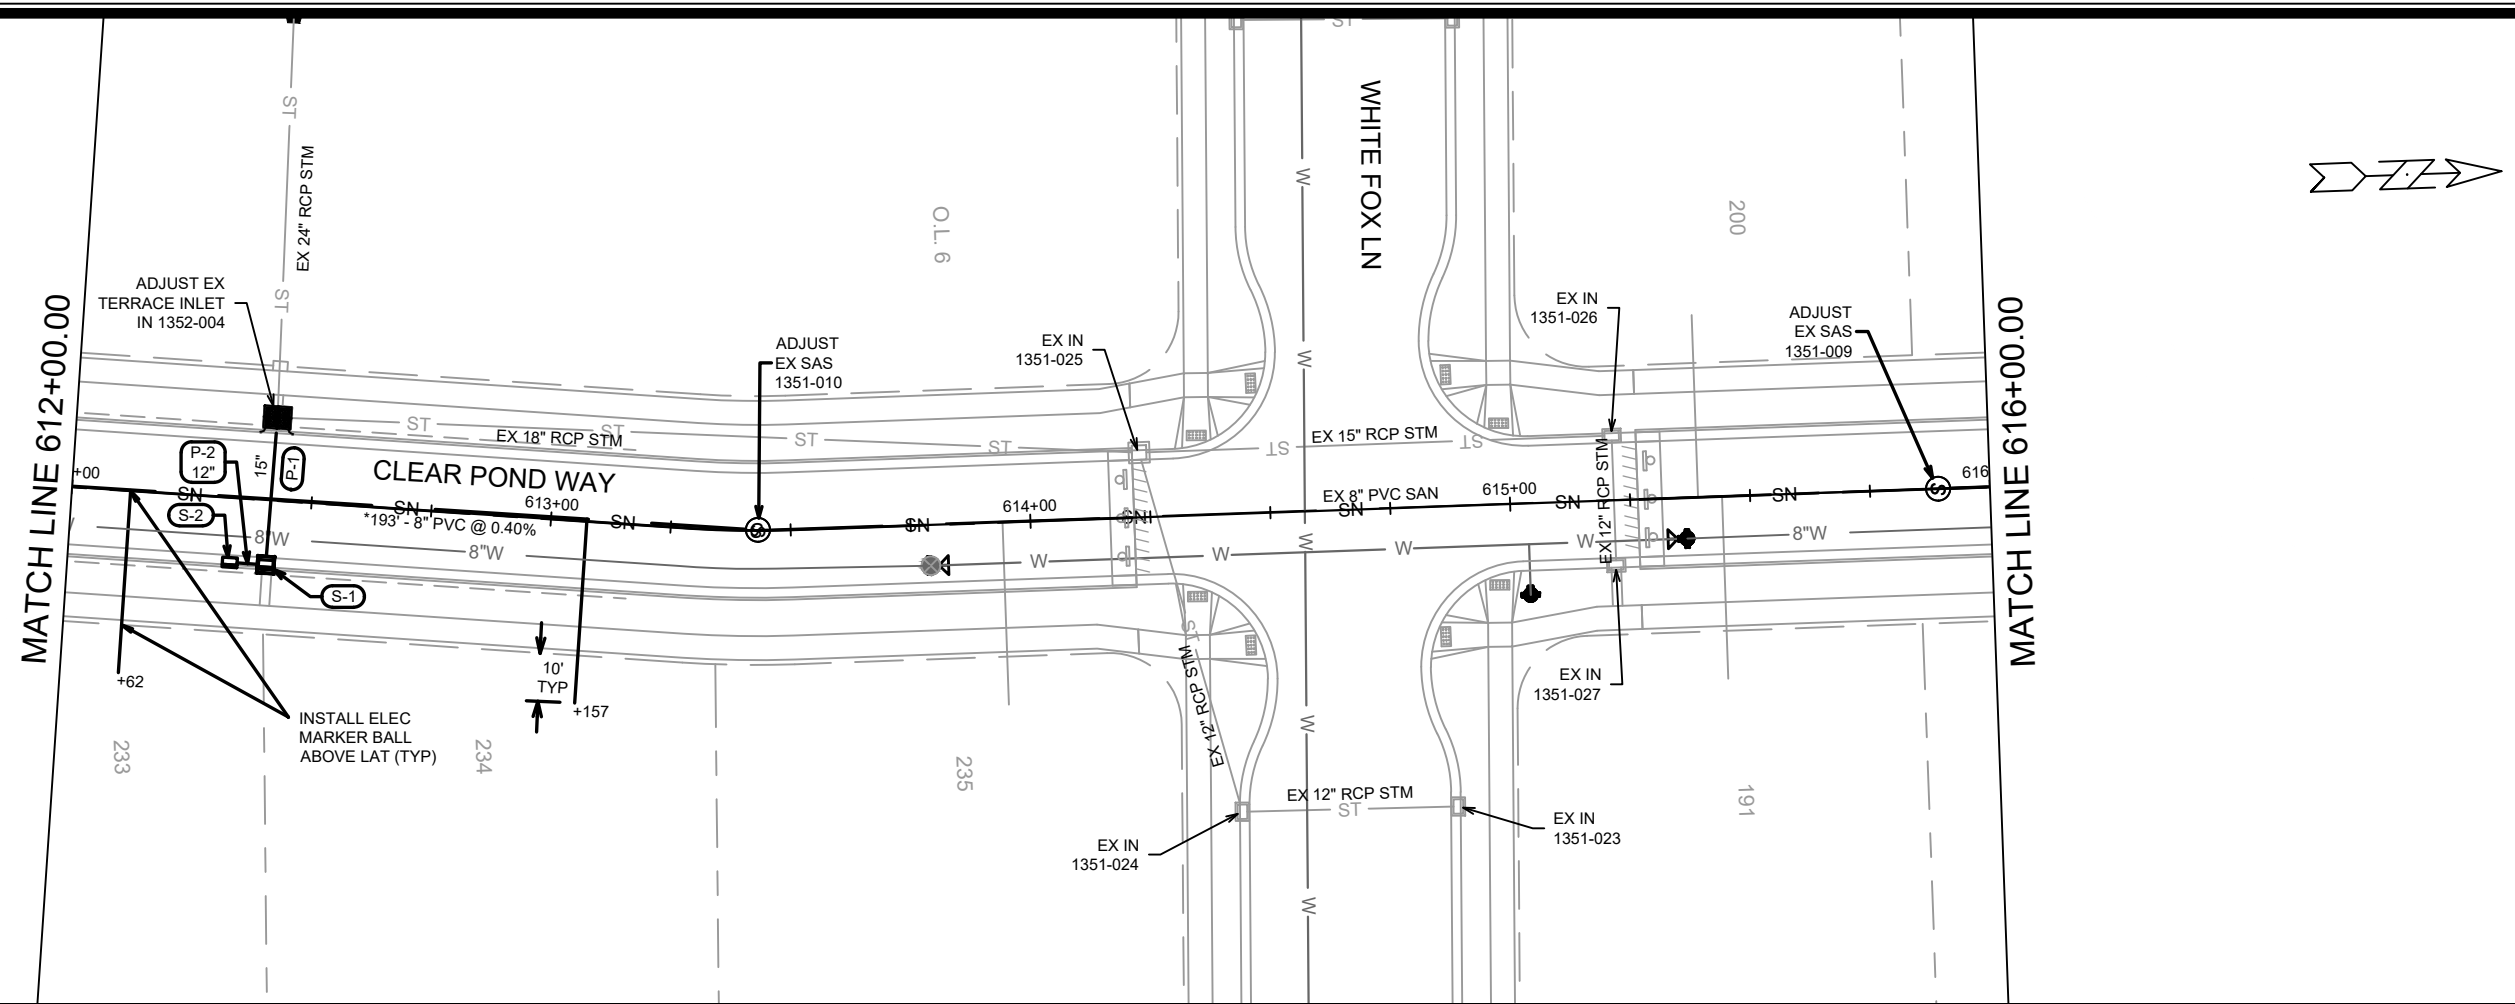 MATCH LINE 612+00.00
ST
EX 24" RCP STM
ST
ADJUST EX
TERRACE INLET
IN 1352-004
ST
ST
EX 18" RCP STM
ST
ST
P-2
12"
15"
P-1
CLEAR POND WAY
+00
SN
S-2
SN
*193' - 8" PVC @ 0.40%
613+00
SN
8"W
8"W
S-1
+62
10'
TYP
+157
INSTALL ELEC
MARKER BALL
ABOVE LAT (TYP)
233
234
235
O.L. 6
ADJUST
EX SAS
1351-010
S
EX IN
1351-025
SN
614+00
SN
W
W
W
W
ST
WHITE FOX LN
W
W
W
W
W
ST
EX 15" RCP STM
ST
EX 8" PVC SAN
SN
615+00
SN
SN
EX IN
1351-026
EX 12" RCP STM
200
ADJUST
EX SAS
1351-009
S
616
8"W
EX IN
1351-027
ST
EX 12" RCP STM
EX 12" RCP STM
ST
EX IN
1351-024
EX IN
1351-023
191
MATCH LINE 616+00.00
N